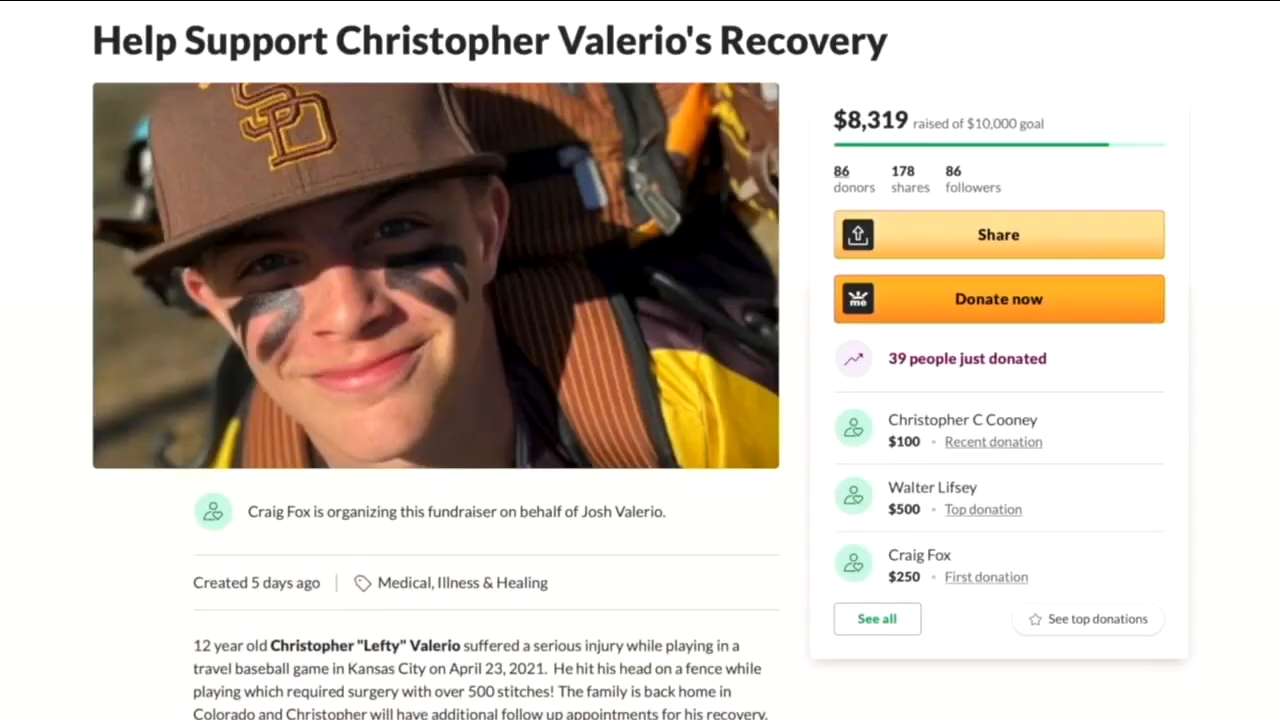 Help Support Christopher Valerio's Recovery
SD
$8,319 raised of $10,000 goal
86 donors
178 shares
86 followers
Share
me
Donate now
39 people just donated
Christopher C Cooney
$100 • Recent donation
Walter Lifsey
$500 • Top donation
Craig Fox
$250 • First donation
See all
See top donations
Craig Fox is organizing this fundraiser on behalf of Josh Valerio.
Created 5 days ago
Medical, Illness & Healing
12 year old Christopher "Lefty" Valerio suffered a serious injury while playing in a
travel baseball game in Kansas City on April 23, 2021. He hit his head on a fence while
playing which required surgery with over 500 stitches! The family is back home in
Colorado and Christopher will have additional follow up appointments for his recovery.